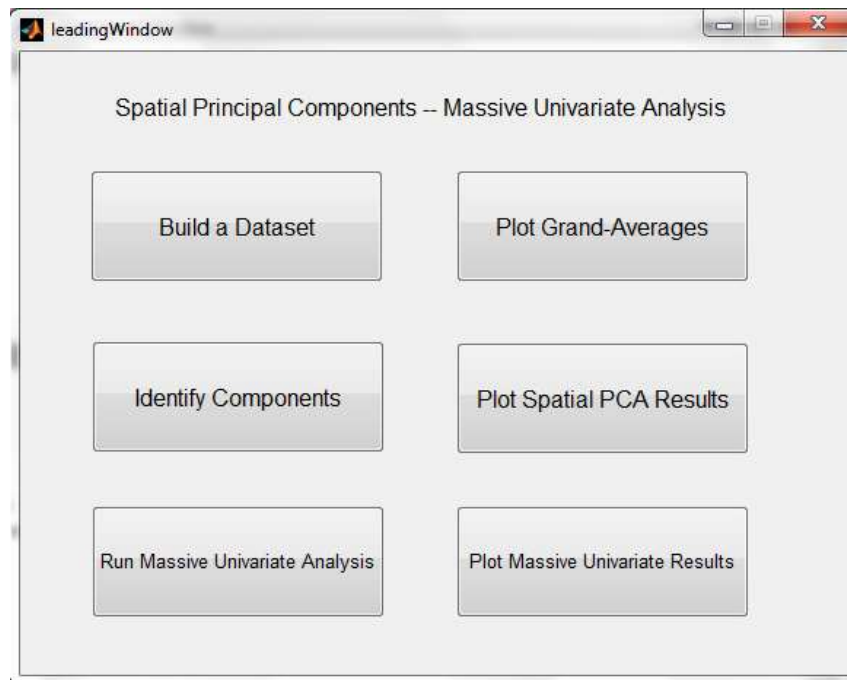 leadingWindow
Spatial Principal Components -- Massive Univariate Analysis
Build a Dataset
Plot Grand-Averages
Identify Components
Plot Spatial PCA Results
Run Massive Univariate Analysis
Plot Massive Univariate Results